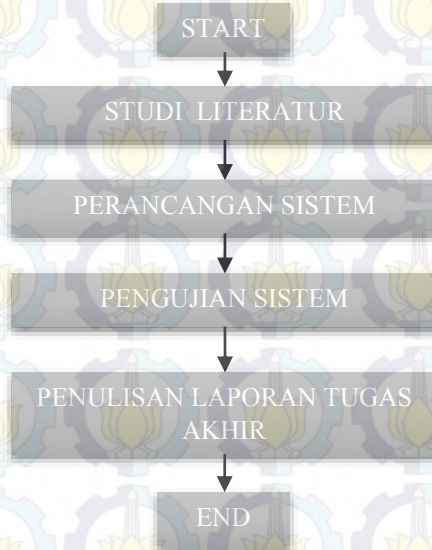 START
STUDI LITERATUR
PERANCANGAN SISTEM
PENGUJIAN SISTEM
PENULISAN LAPORAN TUGAS
AKHIR
END